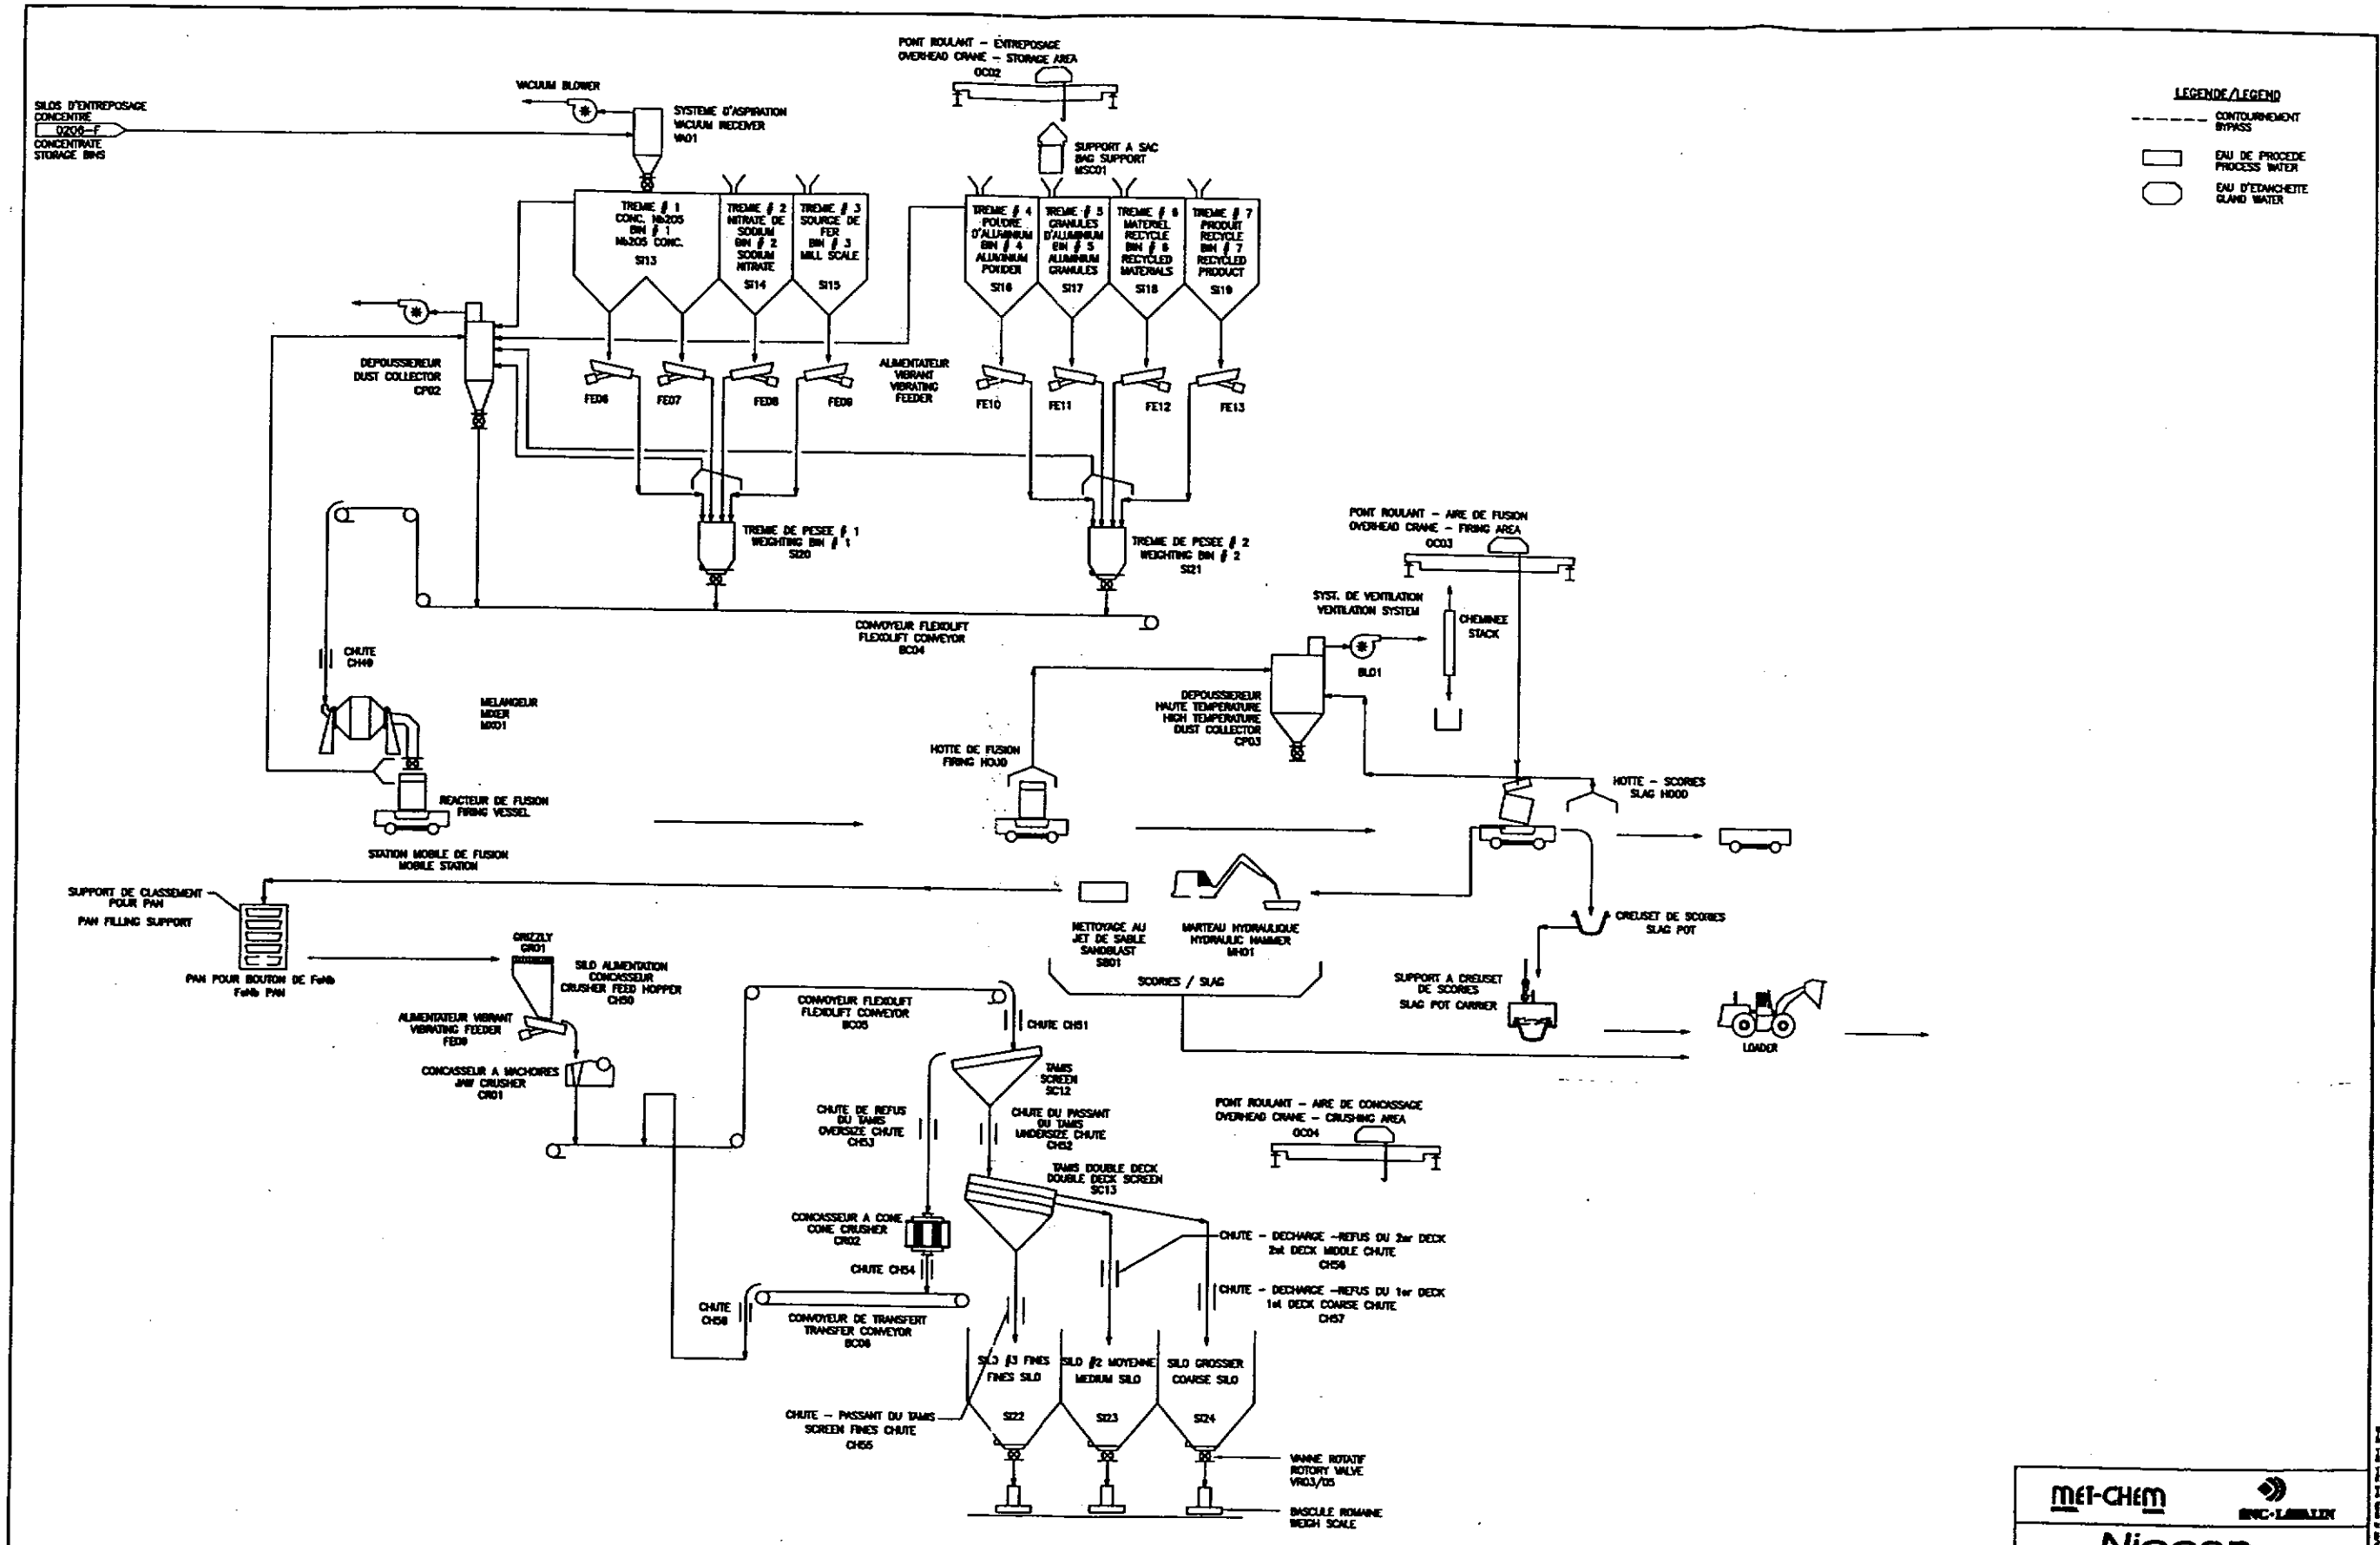 PONT ROULANT - ENTREPOSAGE
OVERHEAD CRANE - STORAGE AREA
OC02
LEGENDE/LEGEND
CONTOURNEMENT
BYPASS
EAU DE PROCEDE
PROCESS WATER
EAU D'ETANCHEITE
GLAND WATER
SILOS D'ENTREPOSAGE
CONCENTRÉ
0206-F
CONCENTRATE
STORAGE BINS
VACUUM BLOWER
SYSTEME D'ASPIRATION
VACUUM RECEIVER
VA01
SUPPORT A SAC
BAG SUPPORT
MSC01
TREMIE # 1
CONC. Nb2O5
BIN # 1
Nb2O5 CONC.
SI13
TREMIE # 2
NITRATE DE
SODIUM
BIN # 2
SODIUM
NITRATE
SI14
TREMIE # 3
SOURCE DE
FER
BIN # 3
MILL SCALE
SI15
TREMIE # 4
POUDRE
D'ALUMINIUM
BIN # 4
ALUMINIUM
POWDER
SI16
TREMIE # 5
GRANULES
D'ALUMINIUM
BIN # 5
ALUMINIUM
GRANULES
SI17
TREMIE # 6
MATERIEL
RECYCLE
BIN # 6
RECYCLED
MATERIALS
SI18
TREMIE # 7
PRODUIT
RECYCLE
BIN # 7
RECYCLED
PRODUCT
SI19
DEPOUSSIEREUR
DUST COLLECTOR
CP02
FE06
FE07
FE08
FE09
ALIMENTATEUR
VIBRANT
VIBRATING
FEEDER
FE10
FE11
FE12
FE13
TREMIE DE PESEE # 1
WEIGHTING BIN # 1
SI20
TREMIE DE PESEE # 2
WEIGHTING BIN # 2
SI21
PONT ROULANT - AIRE DE FUSION
OVERHEAD CRANE - FIRING AREA
OC03
CONVOYEUR FLEXOLIFT
FLEXOLIFT CONVEYOR
BC04
SYST. DE VENTILATION
VENTILATION SYSTEM
BL01
CHEMINEE
STACK
CHUTE
CH49
MELANGEUR
MIXER
MX01
DEPOUSSIEREUR
HAUTE TEMPERATURE
HIGH TEMPERATURE
DUST COLLECTOR
CP03
HOTTE DE FUSION
FIRING HOOD
HOTTE - SCORIES
SLAG HOOD
REACTEUR DE FUSION
FIRING VESSEL
STATION MOBILE DE FUSION
MOBILE STATION
SUPPORT DE CLASSEMENT
POUR PAN
PAN FILLING SUPPORT
PAN POUR BOUTON DE FeNb
FeNb PAN
NETTOYAGE AU
JET DE SABLE
SANDBLAST
SB01
MARTEAU HYDRAULIQUE
HYDRAULIC HAMMER
MH01
CREUSET DE SCORIES
SLAG POT
SCORIES / SLAG
SUPPORT A CREUSET
DE SCORIES
SLAG POT CARRIER
LOADER
GRIZZLY
GR01
SILO ALIMENTATION
CONCASSEUR
CRUSHER FEED HOPPER
CH50
ALIMENTATEUR VIBRANT
VIBRATING FEEDER
FE09
CONCASSEUR A MACHOIRES
JAW CRUSHER
CR01
CONVOYEUR FLEXOLIFT
FLEXOLIFT CONVEYOR
BC05
CHUTE CH51
TAMIS
SCREEN
SC12
CHUTE DE REFUS
DU TAMIS
OVERSIZE CHUTE
CH53
CHUTE DU PASSANT
DU TAMIS
UNDERSIZE CHUTE
CH52
PONT ROULANT - AIRE DE CONCASSAGE
OVERHEAD CRANE - CRUSHING AREA
OC04
TAMIS DOUBLE DECK
DOUBLE DECK SCREEN
SC13
CONCASSEUR A CONE
CONE CRUSHER
CR02
CHUTE CH54
CHUTE - DECHARGE -REFUS DU 2er DECK
2st DECK MIDDLE CHUTE
CH56
CHUTE - DECHARGE -REFUS DU 1er DECK
1st DECK COARSE CHUTE
CH57
CHUTE
CH58
CONVOYEUR DE TRANSFERT
TRANSFER CONVEYOR
BC06
SILO #3 FINES
FINES SILO
SI22
SILO #2 MOYENNE
MEDIUM SILO
SI23
SILO GROSSIER
COARSE SILO
SI24
CHUTE - PASSANT DU TAMIS
SCREEN FINES CHUTE
CH55
VANNE ROTATIF
ROTORY VALVE
VR03/05
BASCULE ROMAINE
WEIGH SCALE
MET-CHEM
SNC-LAVALIN